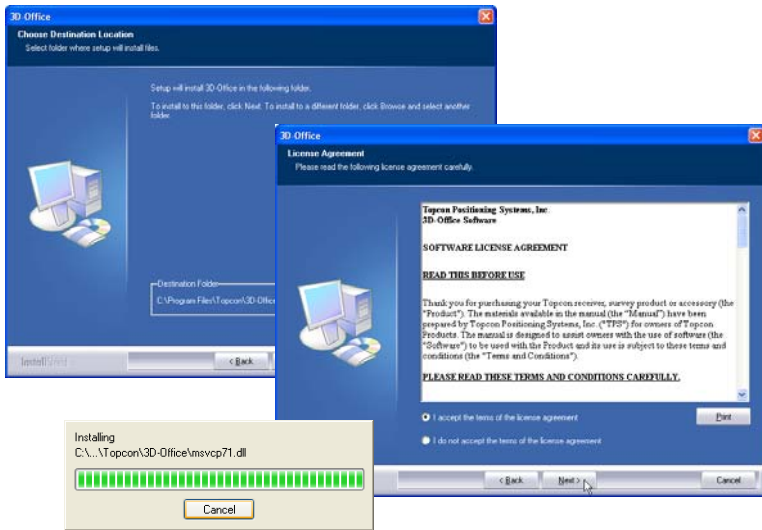 3D-Office
Choose Destination Location
Select folder where setup will install files.
Setup will install 3D-Office in the following folder.
To install to this folder, click Next. To install to a different folder, click Browse and select another
folder.
Destination Folder
C:\Program Files\Topcon\3D-Office
InstallShield
< Back
3D-Office
License Agreement
Please read the following license agreement carefully.
Topcon Positioning Systems, Inc.
3D-Office Software
SOFTWARE LICENSE AGREEMENT
READ THIS BEFORE USE
Thank you for purchasing your Topcon receiver, survey product or accessory (the
"Product"). The materials available in the manual (the "Manual") have been
prepared by Topcon Positioning Systems, Inc. ("TPS") for owners of Topcon
Products. The manual is designed to assist owners with the use of software (the
"Software") to be used with the Product and its use is subject to these terms and
conditions (the "Terms and Conditions").
PLEASE READ THESE TERMS AND CONDITIONS CAREFULLY.
I accept the terms of the license agreement
Print
I do not accept the terms of the license agreement
< Back
Next >
Cancel
Installing
C:\...\Topcon\3D-Office\msvcp71.dll
Cancel